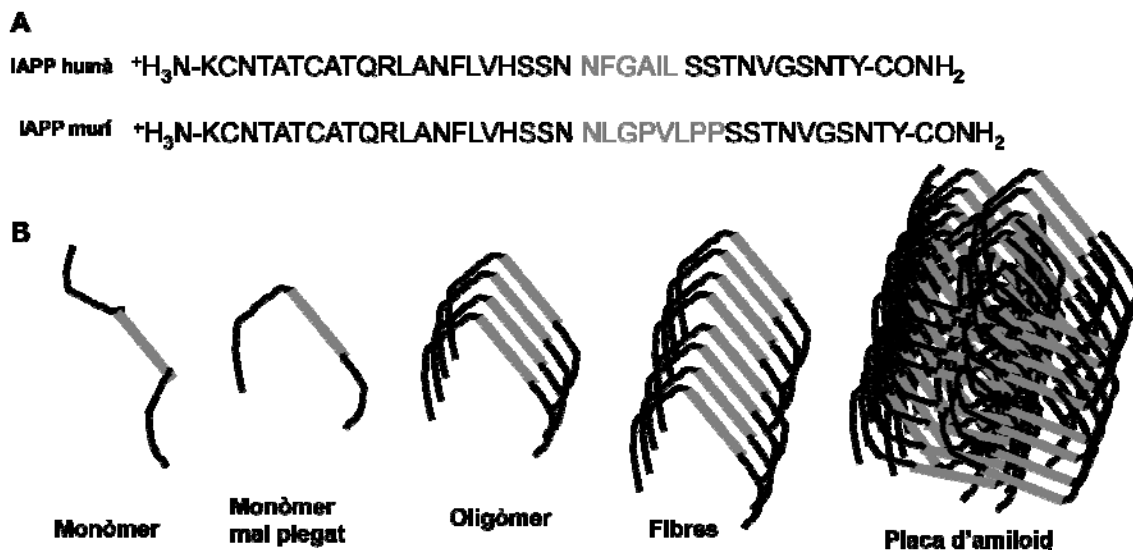 A
IAPP humà ⁺H₃N-KCNTATCATQRLANFLVHSSN NFGAIL SSTNVGSNTY-CONH₂
IAPP murí ⁺H₃N-KCNTATCATQRLANFLVHSSN NLGPVLPPSSTNVGSNTY-CONH₂
B
Monòmer
Monòmer
mal plegat
Oligòmer
Fibres
Placa d'amiloid